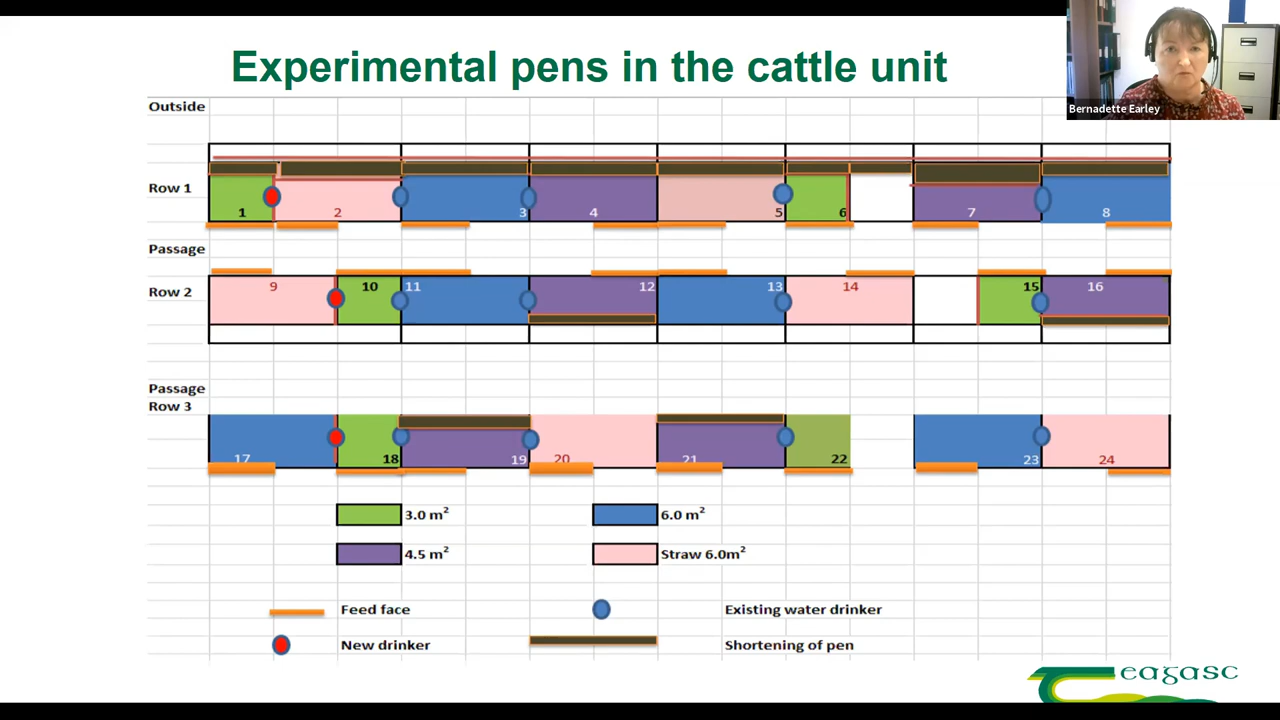 Experimental pens in the cattle unit
Bernadette Earley
Outside
Row 1
1 2 3 4 5 6 7 8
Passage
Row 2
9 10 11 12 13 14 15 16
Passage
Row 3
17 18 19 20 21 22 23 24
3.0 m² 6.0 m²
4.5 m² Straw 6.0m²
Feed face Existing water drinker
New drinker Shortening of pen
eagasc